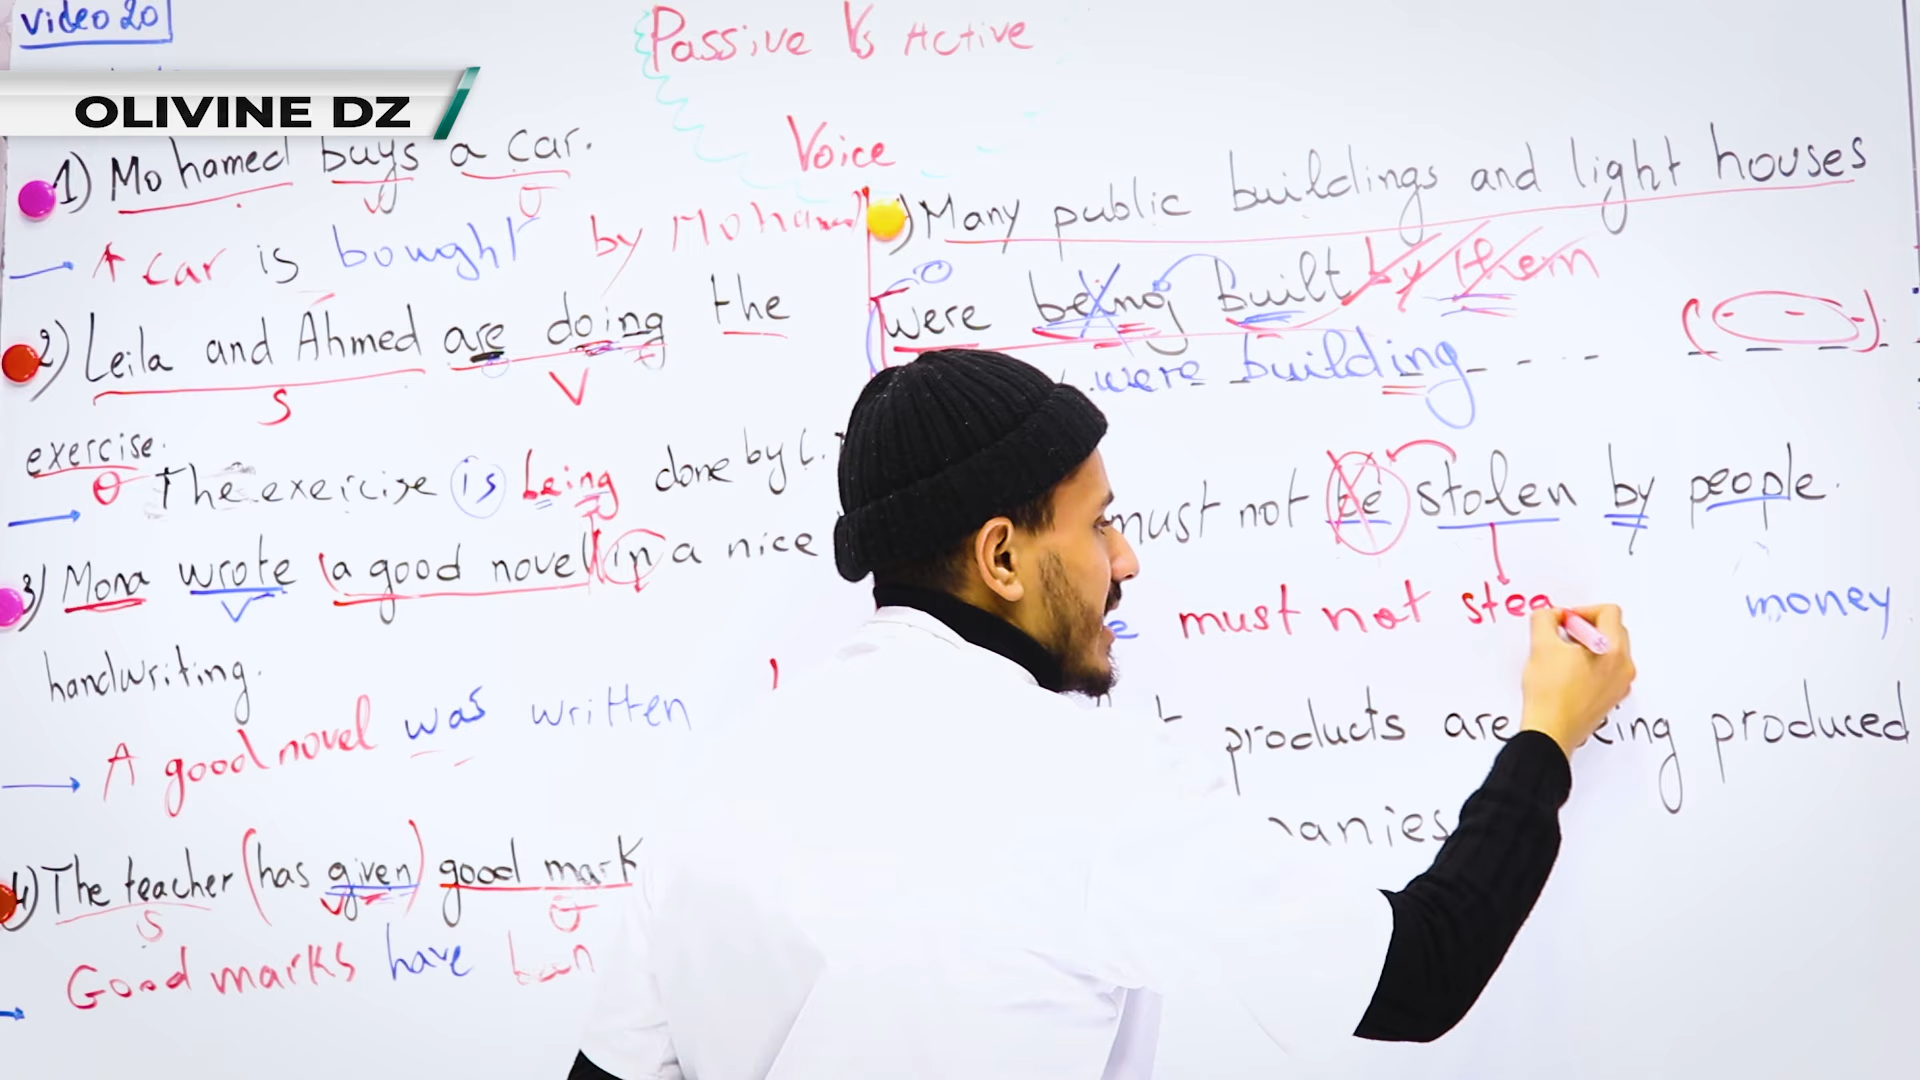 Video 20
OLIVINE DZ
Passive Vs Active
Voice
1) Mohamed buys a car.
A car is bought by Mohamed
2) Leila and Ahmed are doing the
S V
exercise.
O The exercise is being done by L.
3) Mona wrote (a good novel) in a nice
V
handwriting.
A good novel was written
4) The teacher (has given) good mark
S V O
Good marks have been
) Many public buildings and light houses
were being built by them
were building - - - -
must not be stolen by people.
must not stea money
products are being produced
anies